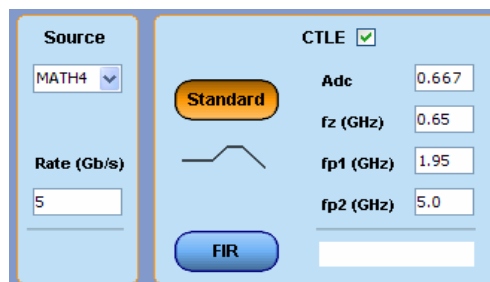 Source
MATH4
Rate (Gb/s)
5
CTLE
Standard
FIR
Adc 0.667
fz (GHz) 0.65
fp1 (GHz) 1.95
fp2 (GHz) 5.0